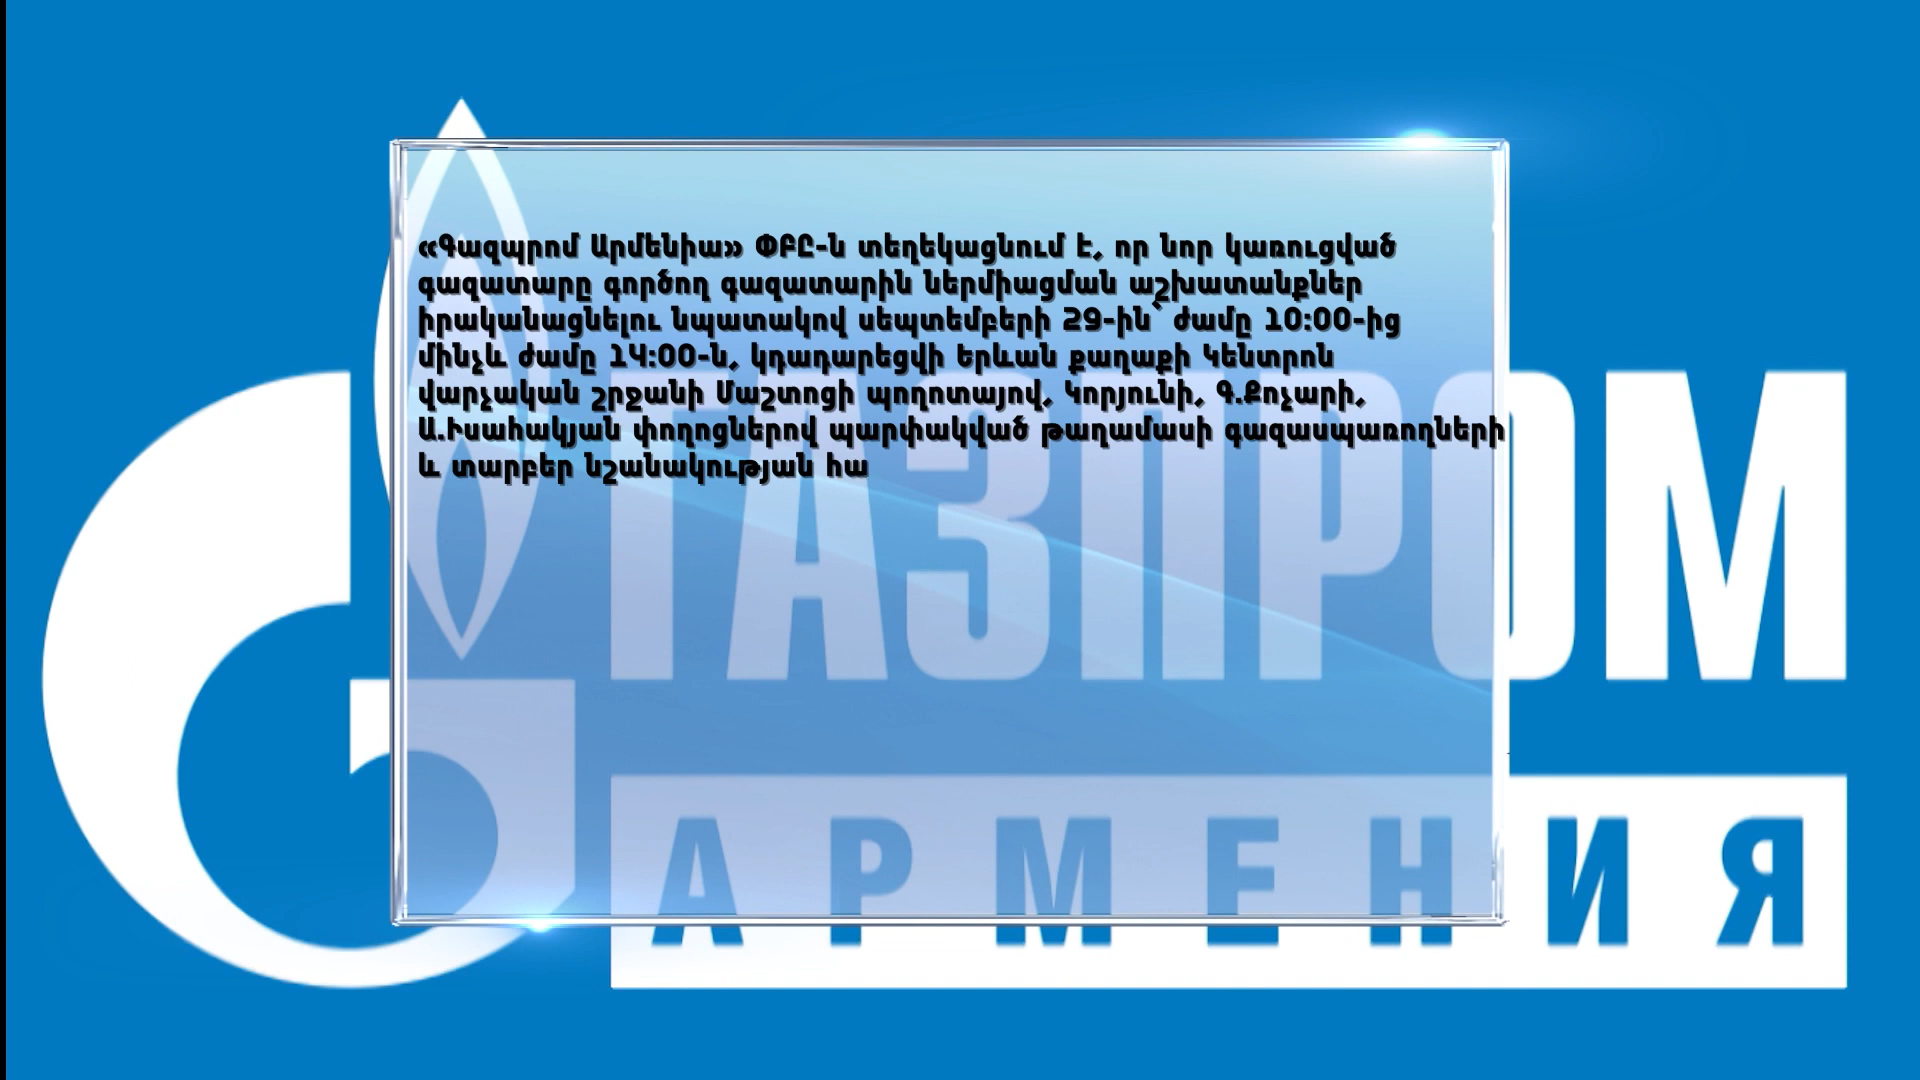 «Գազպրոմ Արմենիա» ՓԲԸ-ն տեղեկացնում է, որ նոր կառուցված
գազատարը գործող գազատարին ներմիացման աշխատանքներ
իրականացնելու նպատակով սեպտեմբերի 29-ին՝ ժամը 10:00-ից
մինչև ժամը 14:00-ն, կդադարեցվի Երևան քաղաքի Կենտրոն
վարչական շրջանի Մաշտոցի պողոտայով, Կորյունի, Գ.Քոչարի,
Ա.Իսահակյան փողոցներով պարփակված թաղամասի գազասպառողների
և տարբեր նշանակության հա
ГАЗПРОМ
АРМЕНИЯ